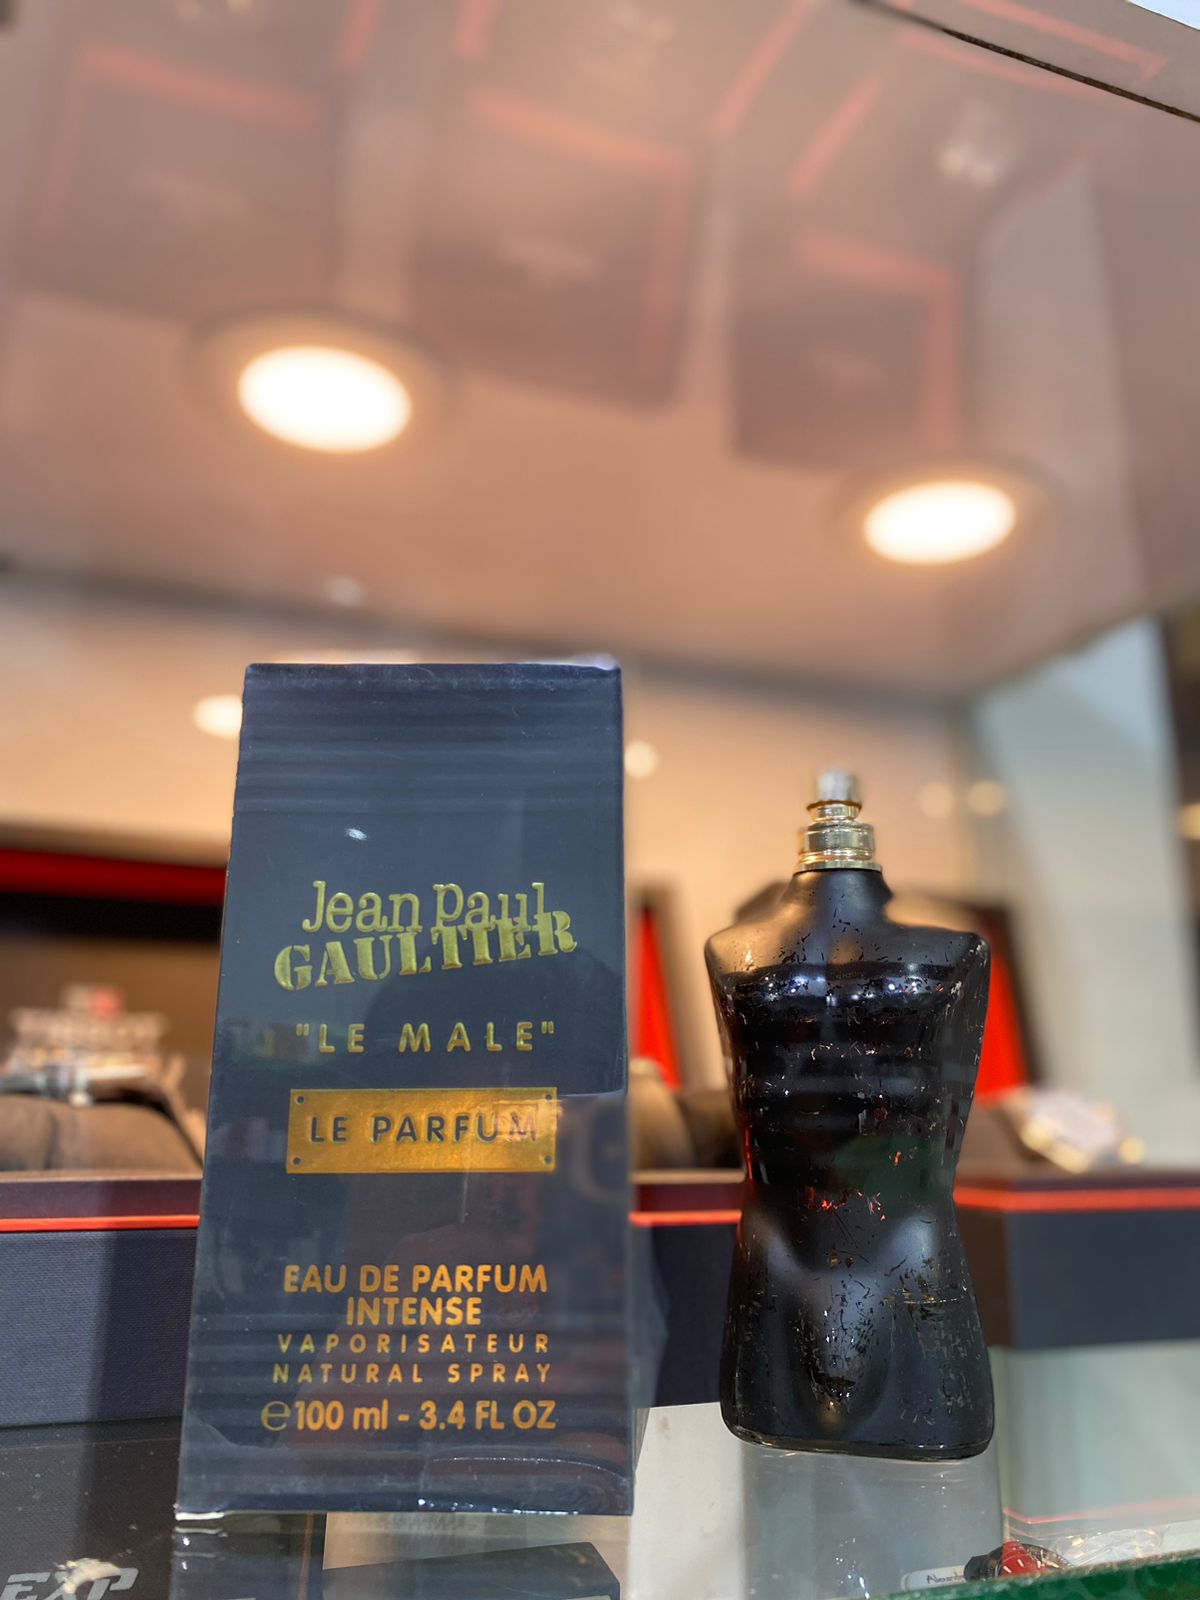 Jean Paul
GAULTIER
"LE MALE"
LE PARFUM
EAU DE PARFUM
INTENSE
VAPORISATEUR
NATURAL SPRAY
℮100 ml - 3.4 FL OZ
EXP